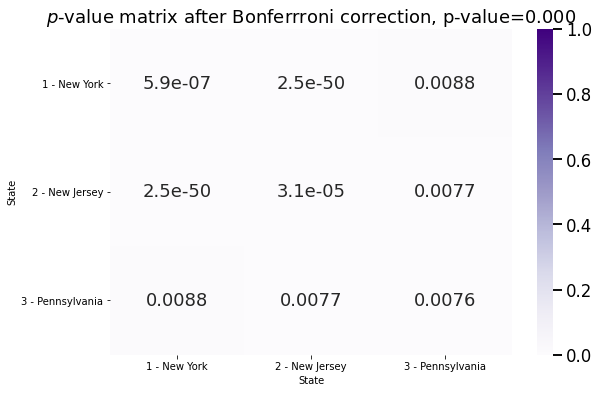 p-value matrix after Bonferrroni correction, p-value=0.000
1 - New York 5.9e-07 2.5e-50 0.0088
2 - New Jersey 2.5e-50 3.1e-05 0.0077
3 - Pennsylvania 0.0088 0.0077 0.0076
State
1 - New York 2 - New Jersey 3 - Pennsylvania
State
1.0
0.8
0.6
0.4
0.2
0.0